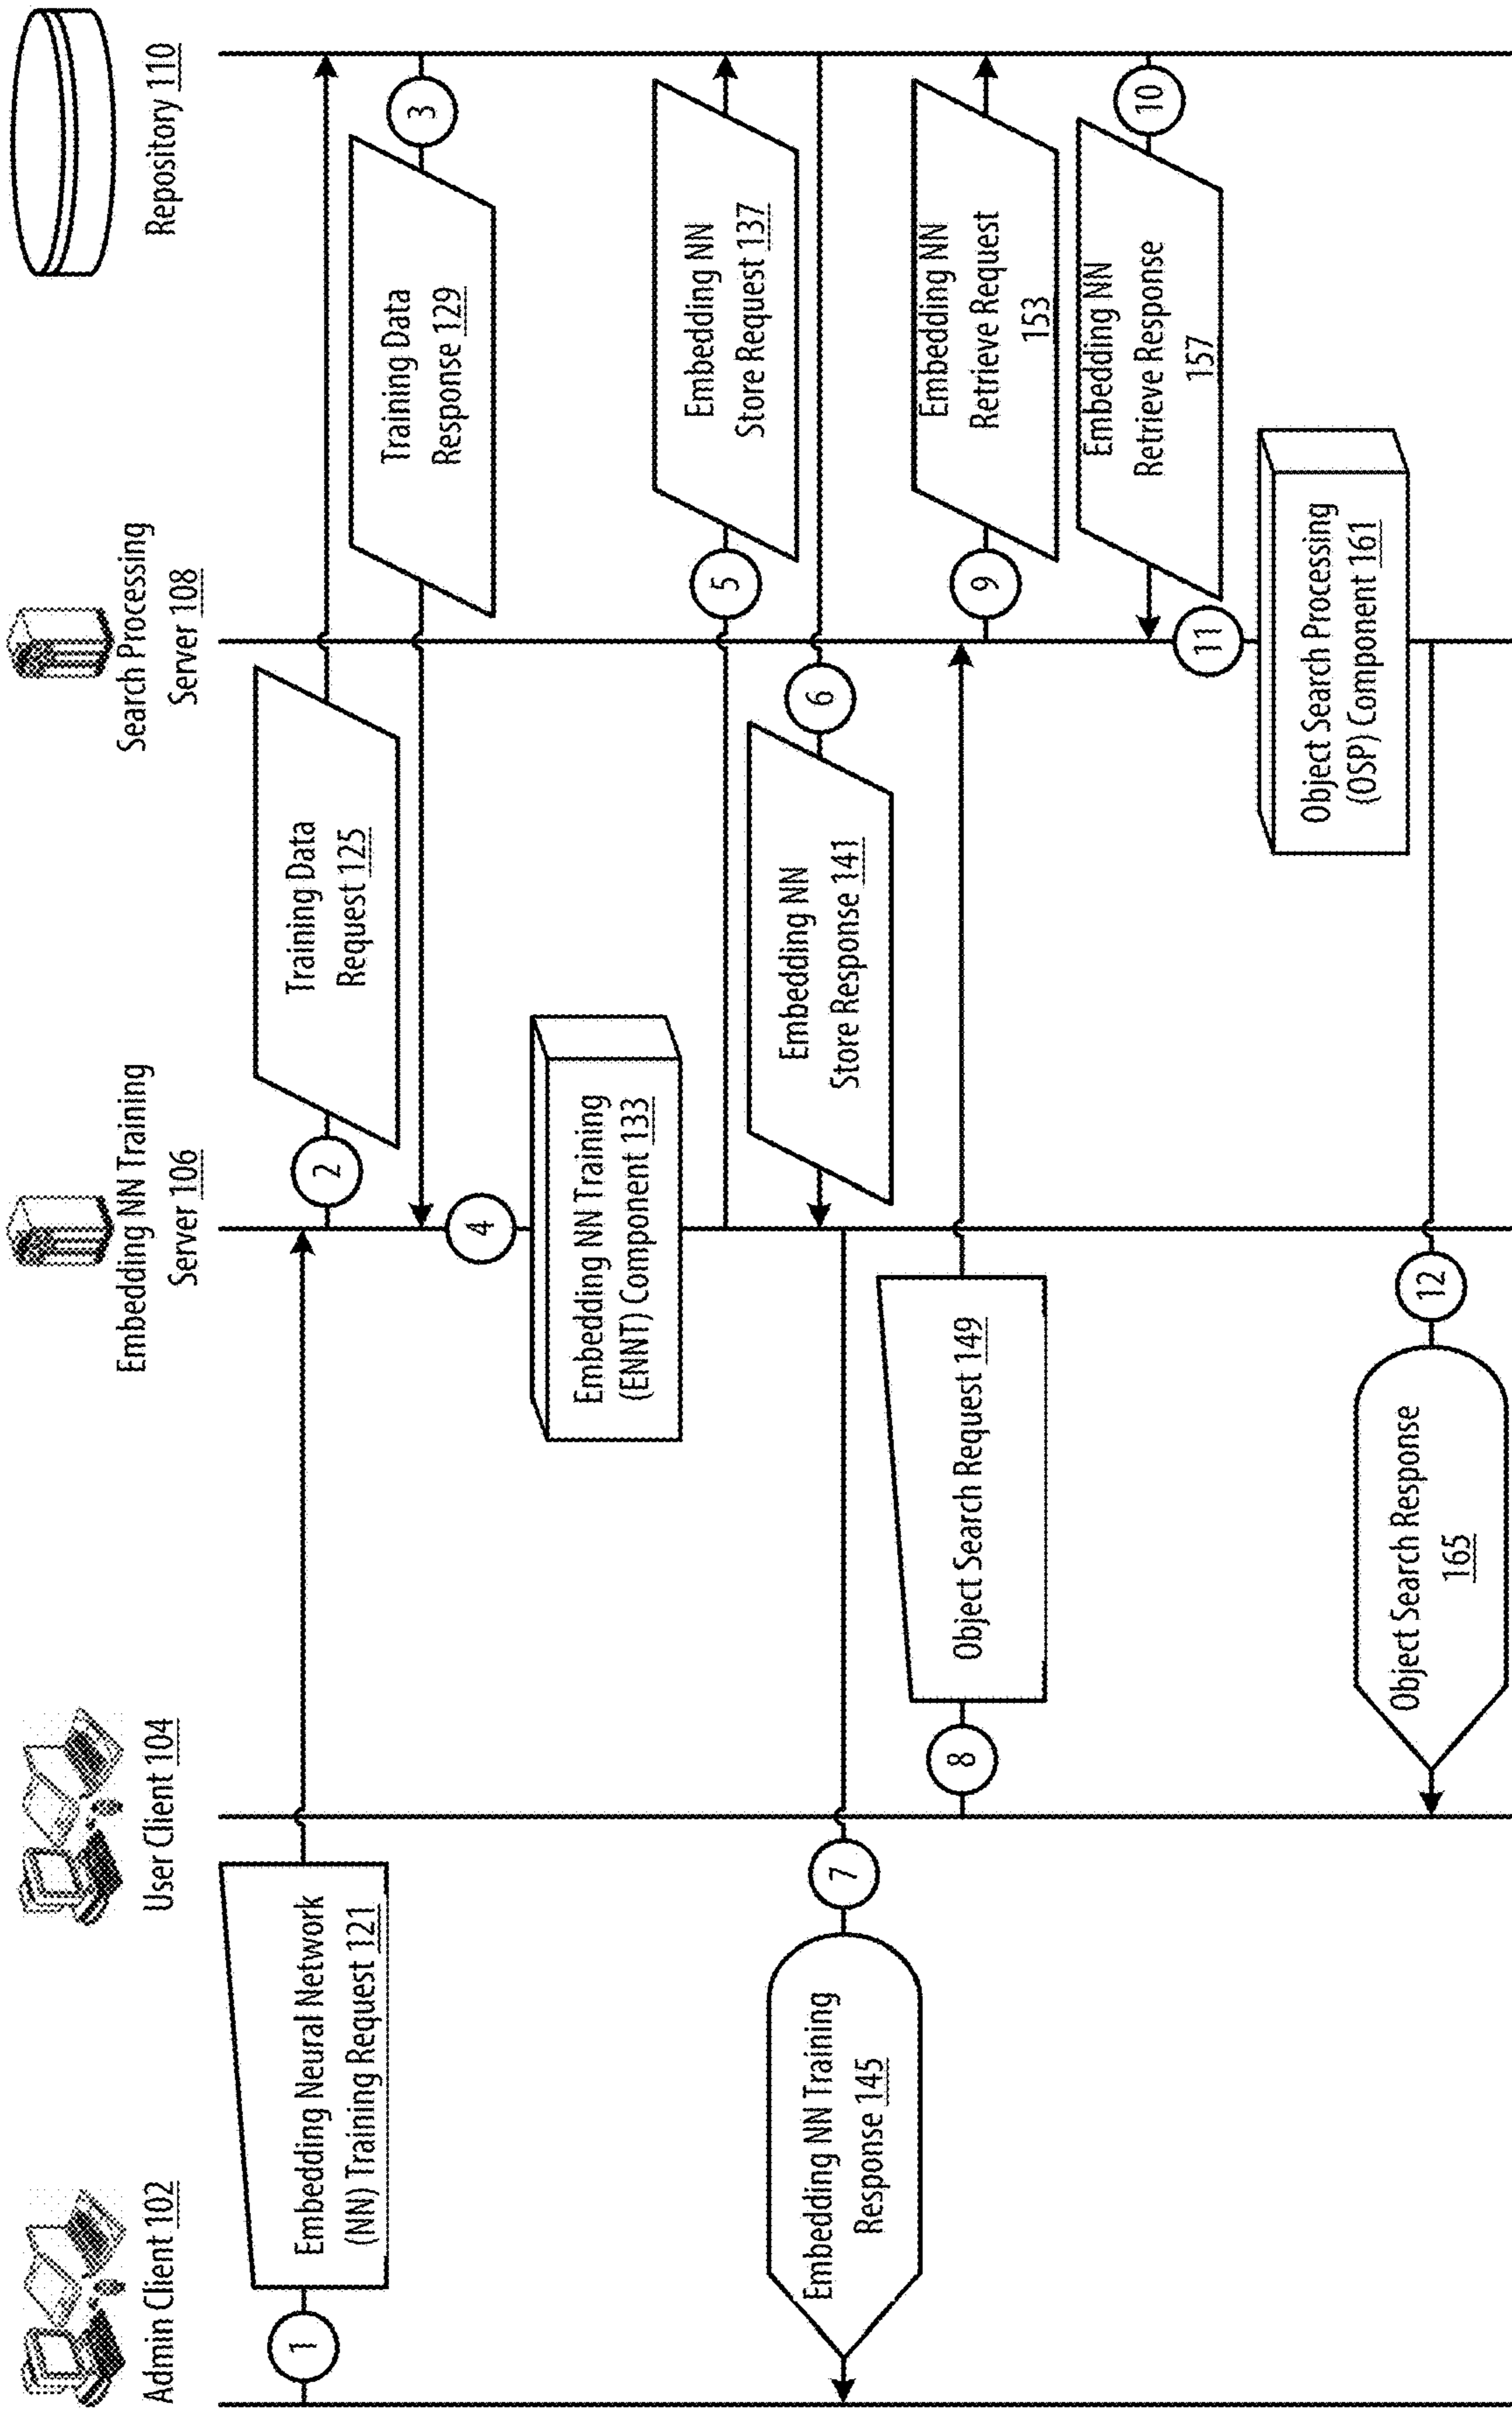 Admin Client 102
User Client 104
Embedding NN Training
Server 106
Search Processing
Server 108
Repository 110
1
Embedding Neural Network
(NN) Training Request 121
2
Training Data
Request 125
3
Training Data
Response 129
4
Embedding NN Training
(ENNT) Component 133
5
Embedding NN
Store Request 137
6
Embedding NN
Store Response 141
7
Embedding NN Training
Response 145
8
Object Search Request 149
9
Embedding NN
Retrieve Request
153
10
Embedding NN
Retrieve Response
157
11
Object Search Processing
(OSP) Component 161
12
Object Search Response
165